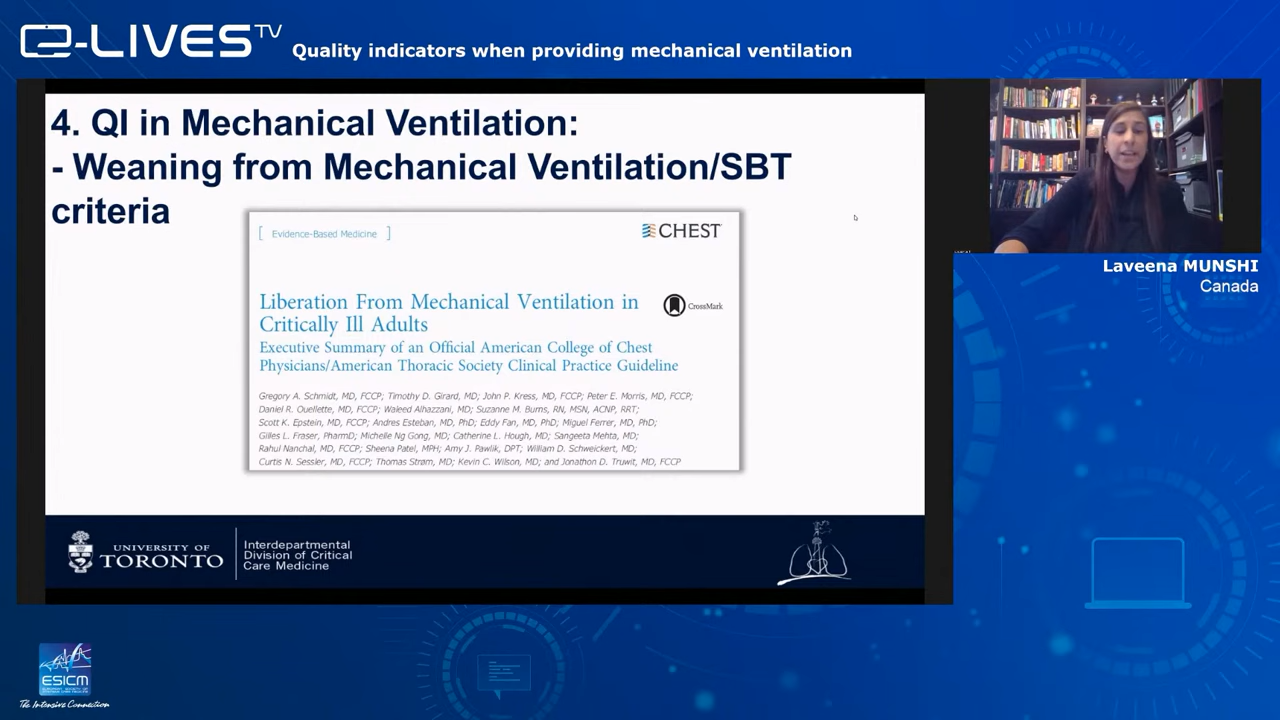 e-LIVES TV
Quality indicators when providing mechanical ventilation
4. QI in Mechanical Ventilation:
- Weaning from Mechanical Ventilation/SBT
criteria
[ Evidence-Based Medicine ]
CHEST
Liberation From Mechanical Ventilation in
Critically Ill Adults
CrossMark
Executive Summary of an Official American College of Chest
Physicians/American Thoracic Society Clinical Practice Guideline
Gregory A. Schmidt, MD, FCCP; Timothy D. Girard, MD; John P. Kress, MD, FCCP; Peter E. Morris, MD, FCCP;
Daniel R. Ouellette, MD, FCCP; Waleed Alhazzani, MD; Suzanne M. Burns, RN, MSN, ACNP, RRT;
Scott K. Epstein, MD, FCCP; Andres Esteban, MD, PhD; Eddy Fan, MD, PhD; Miguel Ferrer, MD, PhD;
Gilles L. Fraser, PharmD; Michelle Ng Gong, MD; Catherine L. Hough, MD; Sangeeta Mehta, MD;
Rahul Nanchal, MD, FCCP; Sheena Patel, MPH; Amy J. Pawlik, DPT; William D. Schweickert, MD;
Curtis N. Sessler, MD, FCCP; Thomas Strøm, MD; Kevin C. Wilson, MD; and Jonathon D. Truwit, MD, FCCP
Laveena MUNSHI
Canada
UNIVERSITY OF
TORONTO
Interdepartmental
Division of Critical
Care Medicine
ESICM
The Intensive Connection